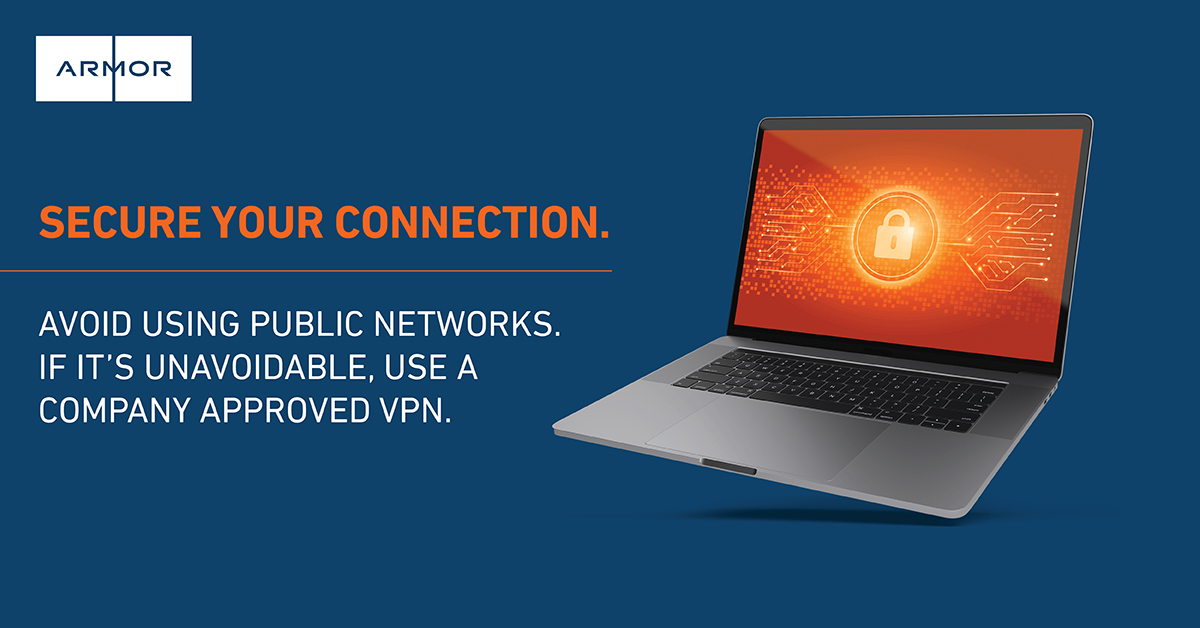 ARMOR
SECURE YOUR CONNECTION.
AVOID USING PUBLIC NETWORKS.
IF IT'S UNAVOIDABLE, USE A
COMPANY APPROVED VPN.